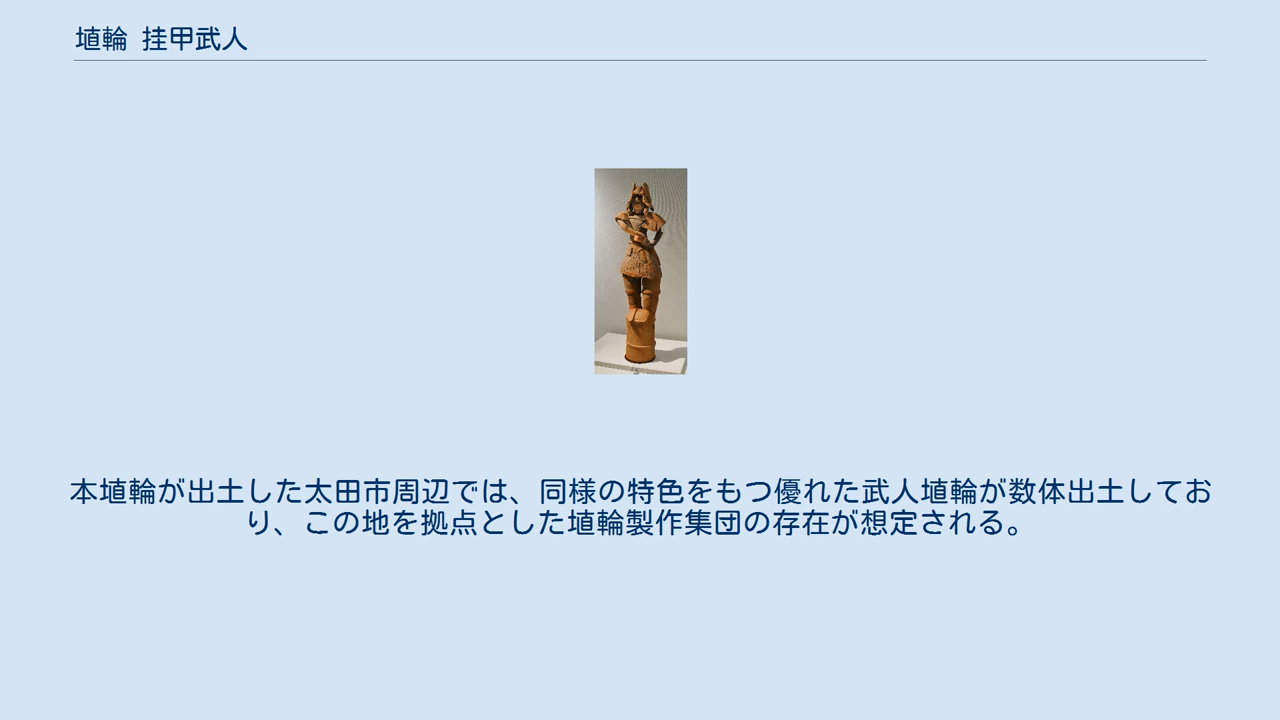 埴輪 挂甲武人
本埴輪が出土した太田市周辺では、同様の特色をもつ優れた武人埴輪が数体出土してお
り、この地を拠点とした埴輪製作集団の存在が想定される。